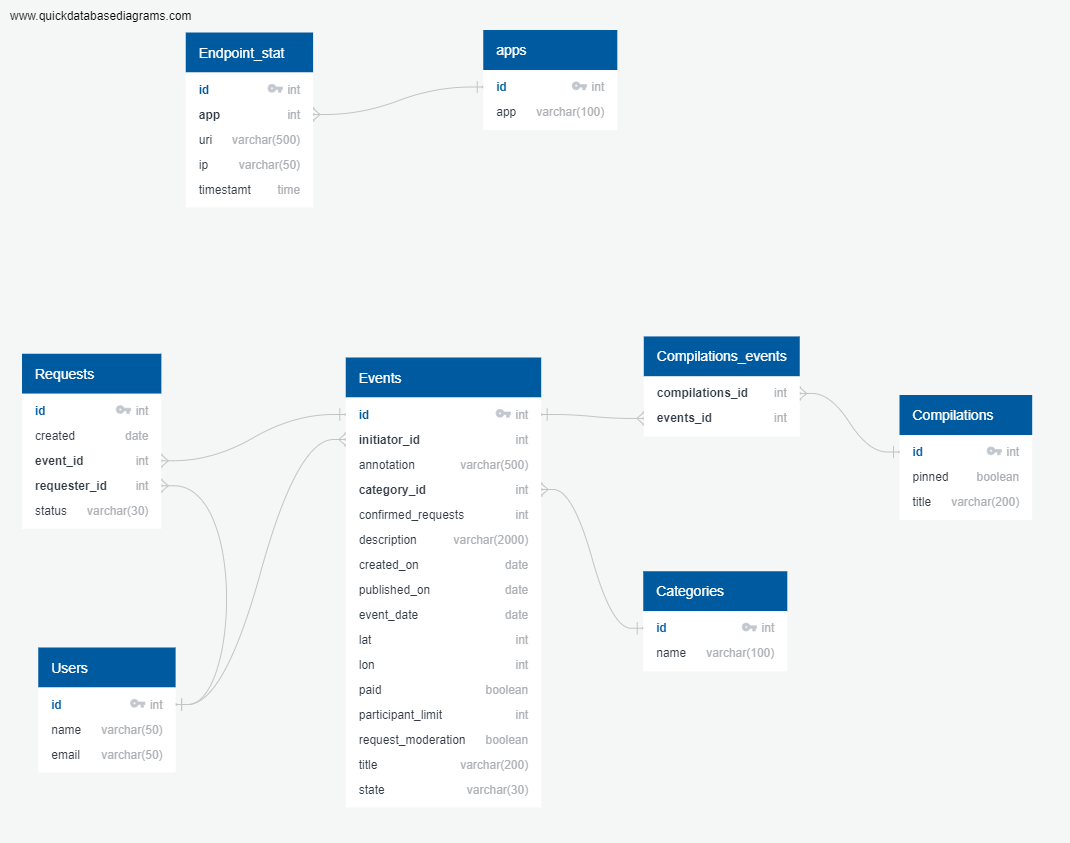 www.quickdatabasediagrams.com
Endpoint_stat
id int
app int
uri varchar(500)
ip varchar(50)
timestamt time
apps
id int
app varchar(100)
Requests
id int
created date
event_id int
requester_id int
status varchar(30)
Events
id int
initiator_id int
annotation varchar(500)
category_id int
confirmed_requests int
description varchar(2000)
created_on date
published_on date
event_date date
lat int
lon int
paid boolean
participant_limit int
request_moderation boolean
title varchar(200)
state varchar(30)
Compilations_events
compilations_id int
events_id int
Compilations
id int
pinned boolean
title varchar(200)
Categories
id int
name varchar(100)
Users
id int
name varchar(50)
email varchar(50)